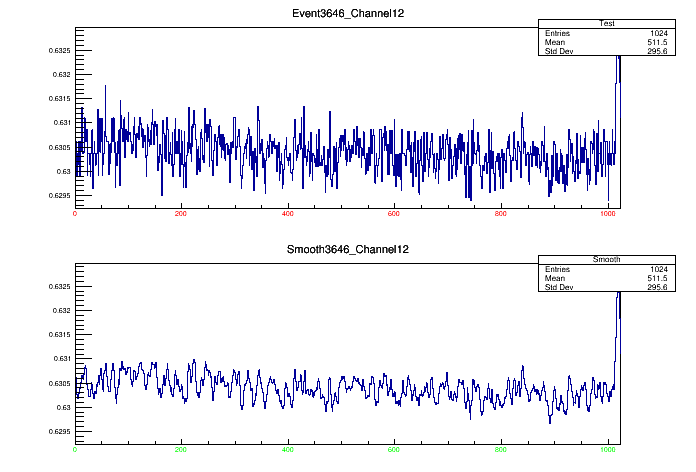 Event3646_Channel12
Test
Entries 1024
Mean 511.5
Std Dev 295.6
0.6325
0.632
0.6315
0.631
0.6305
0.63
0.6295
0 200 400 600 800 1000
Smooth3646_Channel12
Smooth
Entries 1024
Mean 511.5
Std Dev 295.6
0.6325
0.632
0.6315
0.631
0.6305
0.63
0.6295
0 200 400 600 800 1000